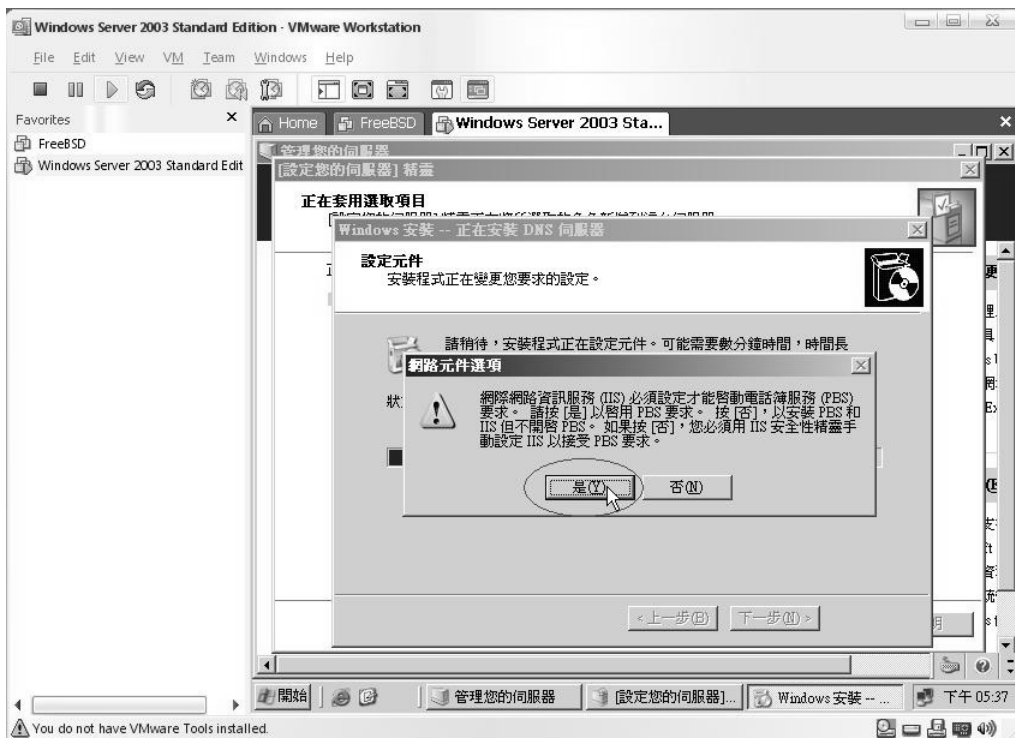 Windows Server 2003 Standard Edition - VMware Workstation
File Edit View VM Team Windows Help
Favorites
FreeBSD
Windows Server 2003 Standard Edit
Home FreeBSD Windows Server 2003 Sta...
管理您的伺服器
[設定您的伺服器] 精靈
正在套用選取項目
Windows 安裝 -- 正在安裝 DNS 伺服器
設定元件
安裝程式正在變更您要求的設定。
請稍待,安裝程式正在設定元件。可能需要數分鐘時間,時間長
狀
網路元件選項
網際網路資訊服務 (IIS) 必須設定才能啟動電話簿服務 (PBS)
要求。 請按 [是] 以啟用 PBS 要求。 按 [否],以安裝 PBS 和
IIS 但不開啟 PBS。 如果按 [否],您必須用 IIS 安全性精靈手
動設定 IIS 以接受 PBS 要求。
是(Y) 否(N)
<上一步(B) 下一步(N) >
開始 管理您的伺服器 [設定您的伺服器]... Windows 安裝 -- ... 下午 05:37
You do not have VMware Tools installed.